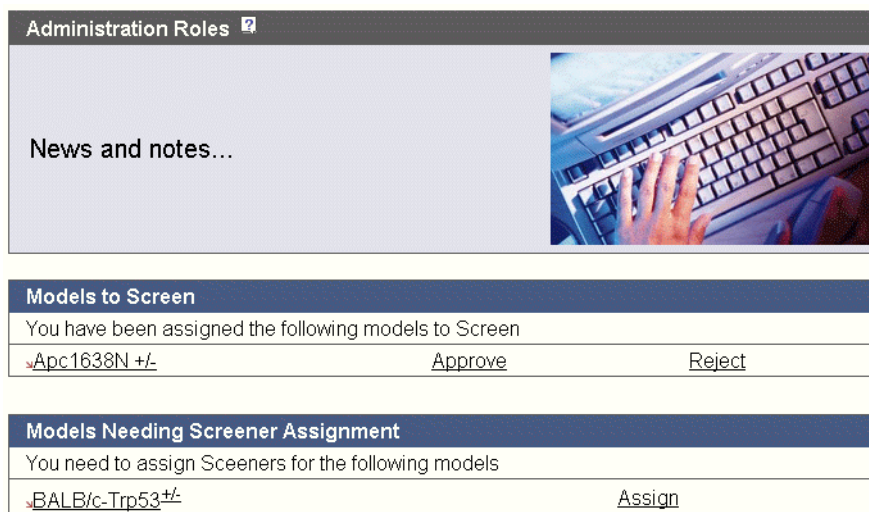 Administration Roles ?
News and notes...
Models to Screen
You have been assigned the following models to Screen
Apc1638N +/- Approve Reject
Models Needing Screener Assignment
You need to assign Sceeners for the following models
BALB/c-Trp53+/- Assign